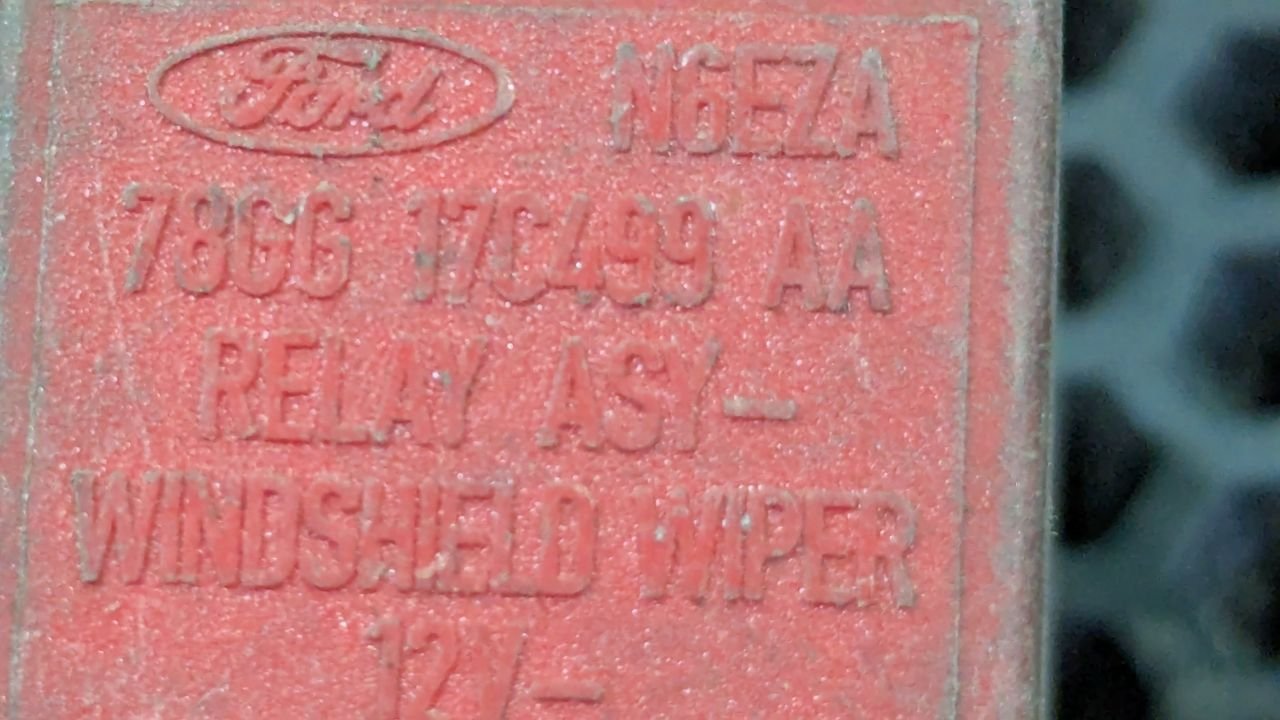 Ford N6EZA
78GG 17C499 AA
RELAY ASY-
WINDSHIELD WIPER
12V-